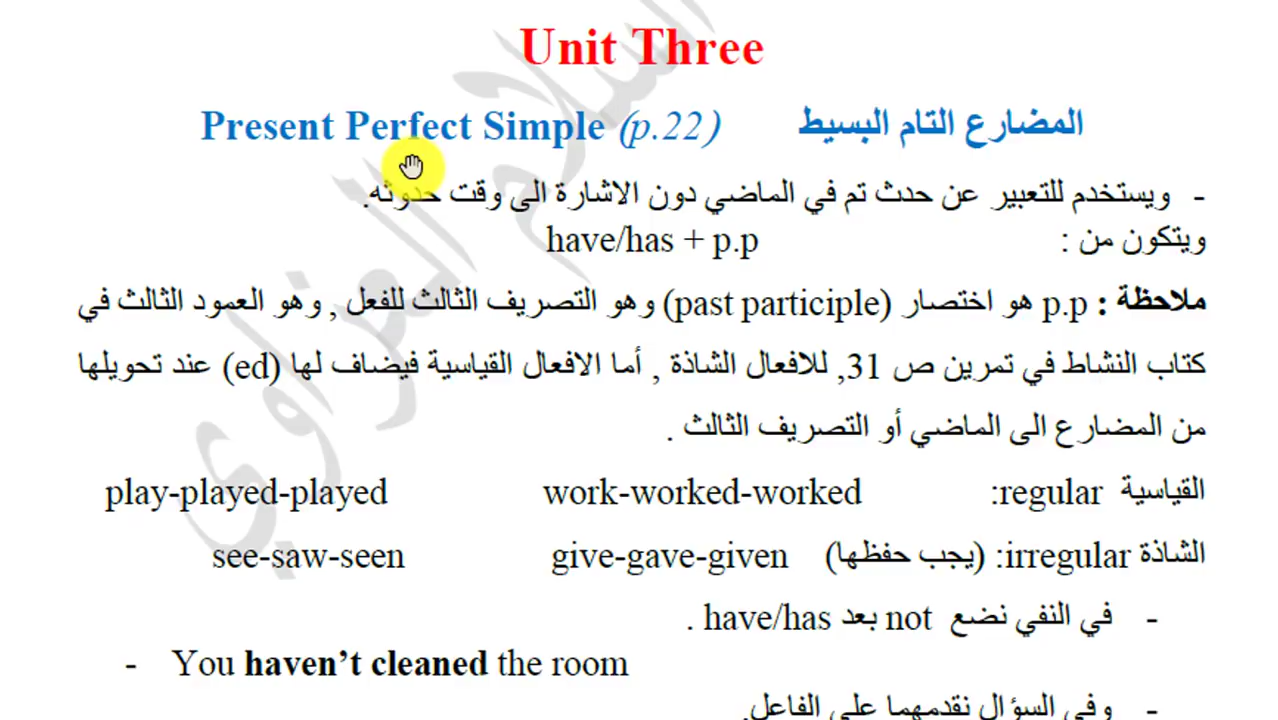 Unit Three
Present Perfect Simple (p.22) المضارع التام البسيط
- ويستخدم للتعبير عن حدث تم في الماضي دون الاشارة الى وقت حدوثه.
ويتكون من : have/has + p.p
ملاحظة : p.p هو اختصار (past participle) وهو التصريف الثالث للفعل , وهو العمود الثالث في
كتاب النشاط في تمرين ص 31, للافعال الشاذة , أما الافعال القياسية فيضاف لها (ed) عند تحويلها
من المضارع الى الماضي أو التصريف الثالث .
القياسية regular: work-worked-worked play-played-played
الشاذة irregular: (يجب حفظها) give-gave-given see-saw-seen
- في النفي نضع not بعد have/has .
- You haven’t cleaned the room
- وفي السؤال نقدمهما على الفاعل.